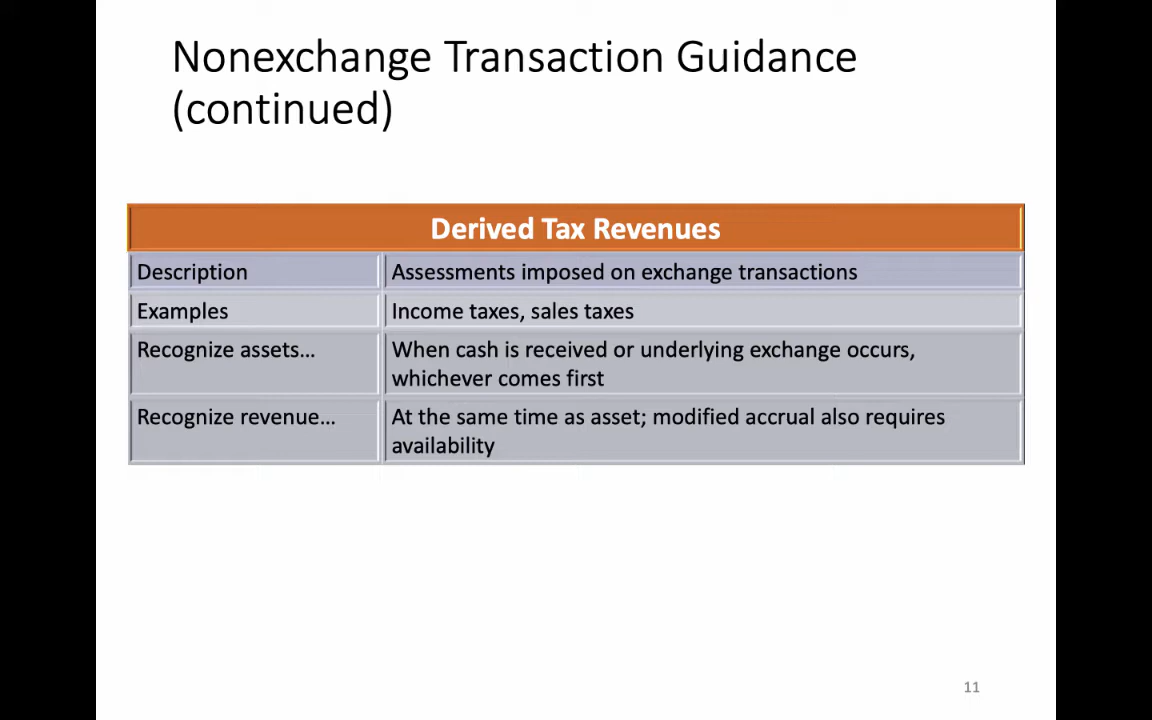 Nonexchange Transaction Guidance
(continued)
Derived Tax Revenues
Description
Assessments imposed on exchange transactions
Examples
Income taxes, sales taxes
Recognize assets…
When cash is received or underlying exchange occurs,
whichever comes first
Recognize revenue…
At the same time as asset; modified accrual also requires
availability
11